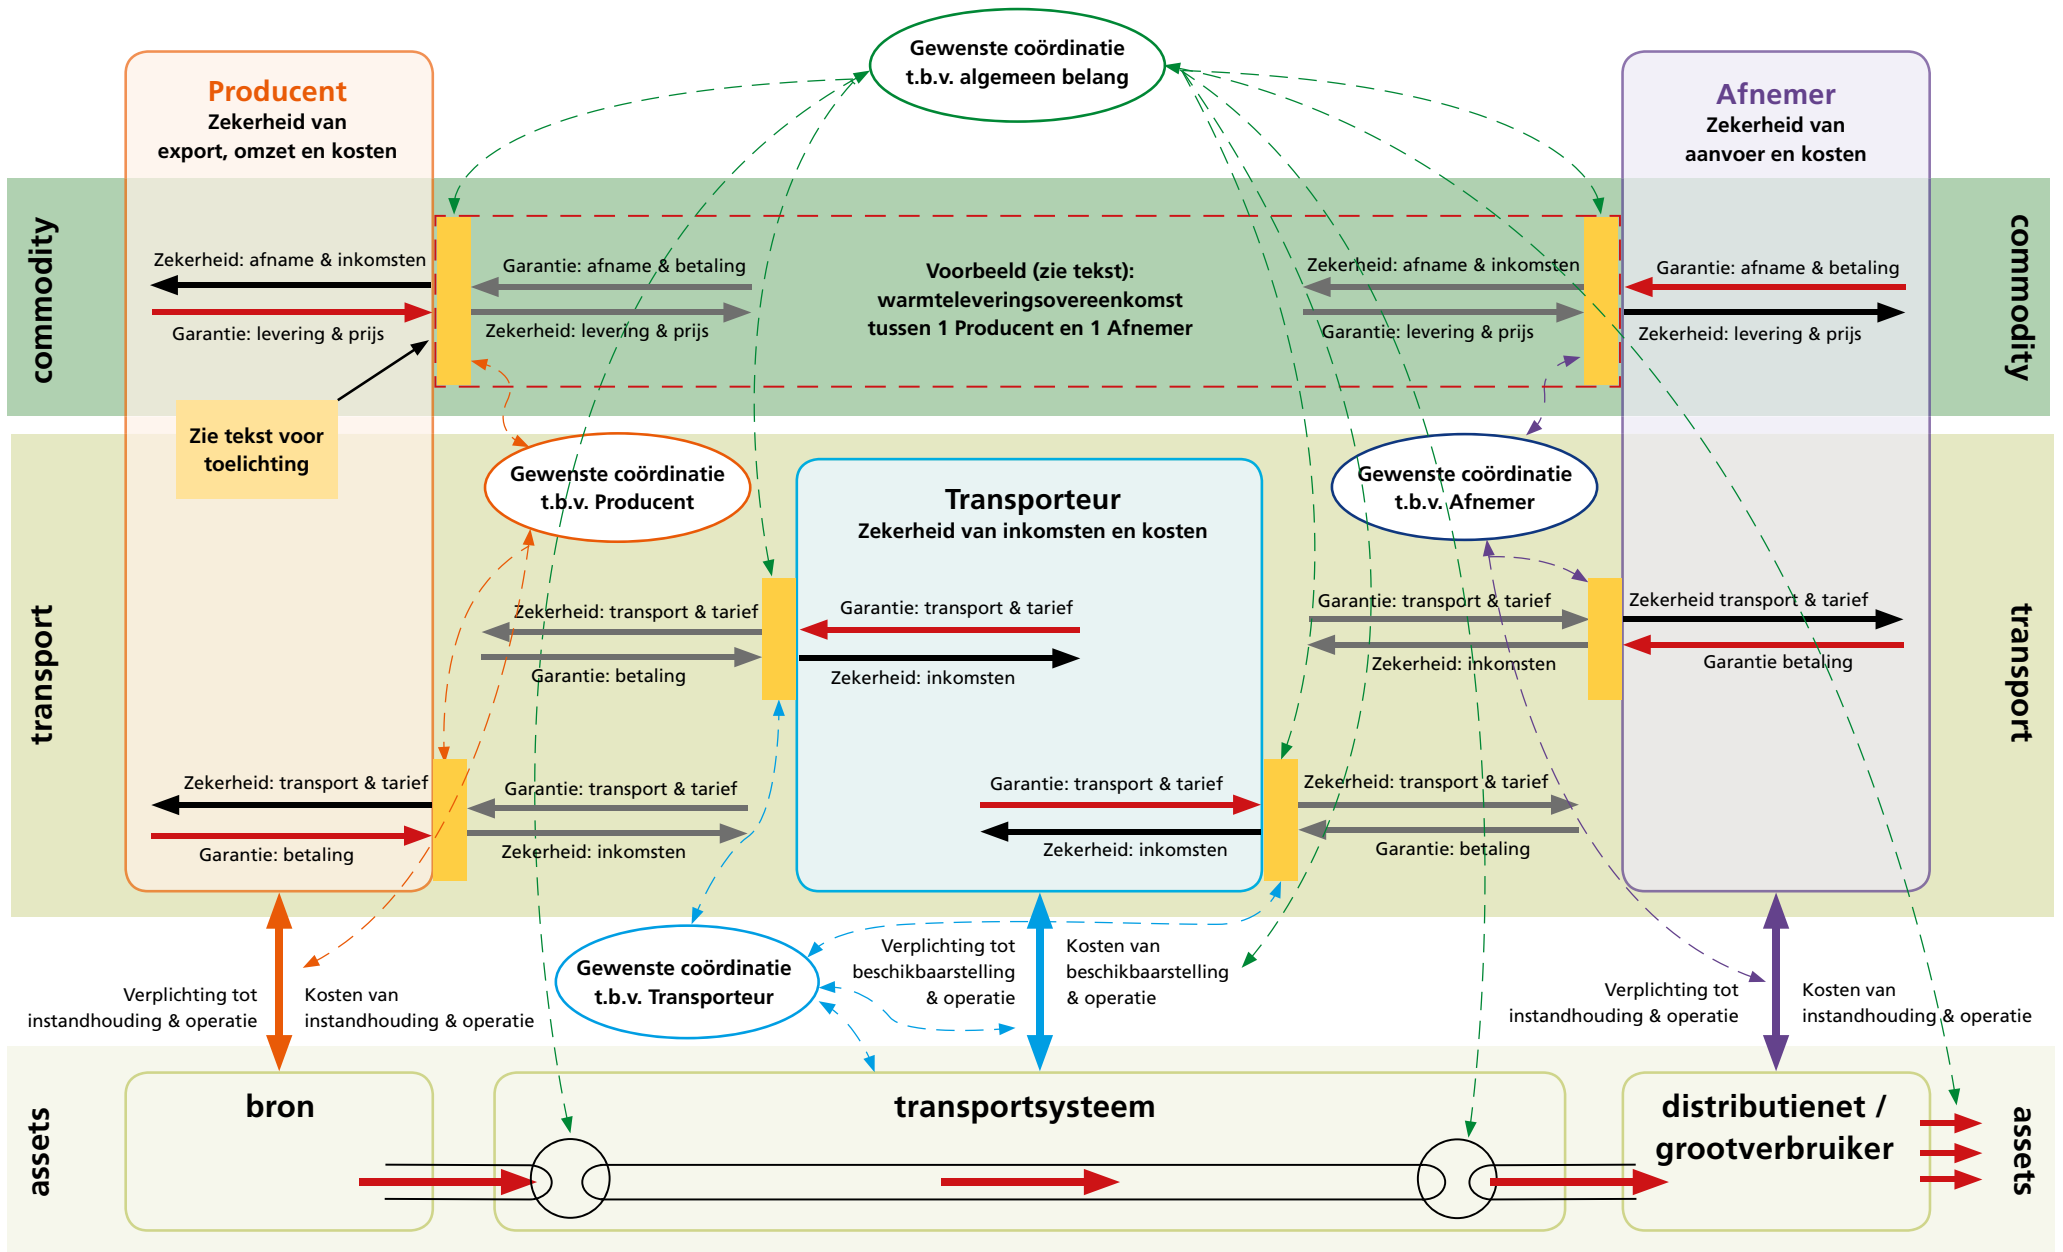 Gewenste coördinatie
t.b.v. algemeen belang
Producent
Zekerheid van
export, omzet en kosten
Afnemer
Zekerheid van
aanvoer en kosten
commodity
commodity
Zekerheid: afname & inkomsten
Garantie: levering & prijs
Garantie: afname & betaling
Zekerheid: levering & prijs
Voorbeeld (zie tekst):
warmteleveringsovereenkomst
tussen 1 Producent en 1 Afnemer
Zekerheid: afname & inkomsten
Garantie: levering & prijs
Garantie: afname & betaling
Zekerheid: levering & prijs
Zie tekst voor
toelichting
Gewenste coördinatie
t.b.v. Producent
Transporteur
Zekerheid van inkomsten en kosten
Gewenste coördinatie
t.b.v. Afnemer
transport
transport
Zekerheid: transport & tarief
Garantie: betaling
Garantie: transport & tarief
Zekerheid: inkomsten
Garantie: transport & tarief
Zekerheid: inkomsten
Zekerheid transport & tarief
Garantie betaling
Zekerheid: transport & tarief
Garantie: betaling
Garantie: transport & tarief
Zekerheid: inkomsten
Garantie: transport & tarief
Zekerheid: inkomsten
Zekerheid: transport & tarief
Garantie: betaling
Verplichting tot
instandhouding & operatie
Kosten van
instandhouding & operatie
Gewenste coördinatie
t.b.v. Transporteur
Verplichting tot
beschikbaarstelling
& operatie
Kosten van
beschikbaarstelling
& operatie
Verplichting tot
instandhouding & operatie
Kosten van
instandhouding & operatie
assets
assets
bron
transportsysteem
distributienet /
grootverbruiker